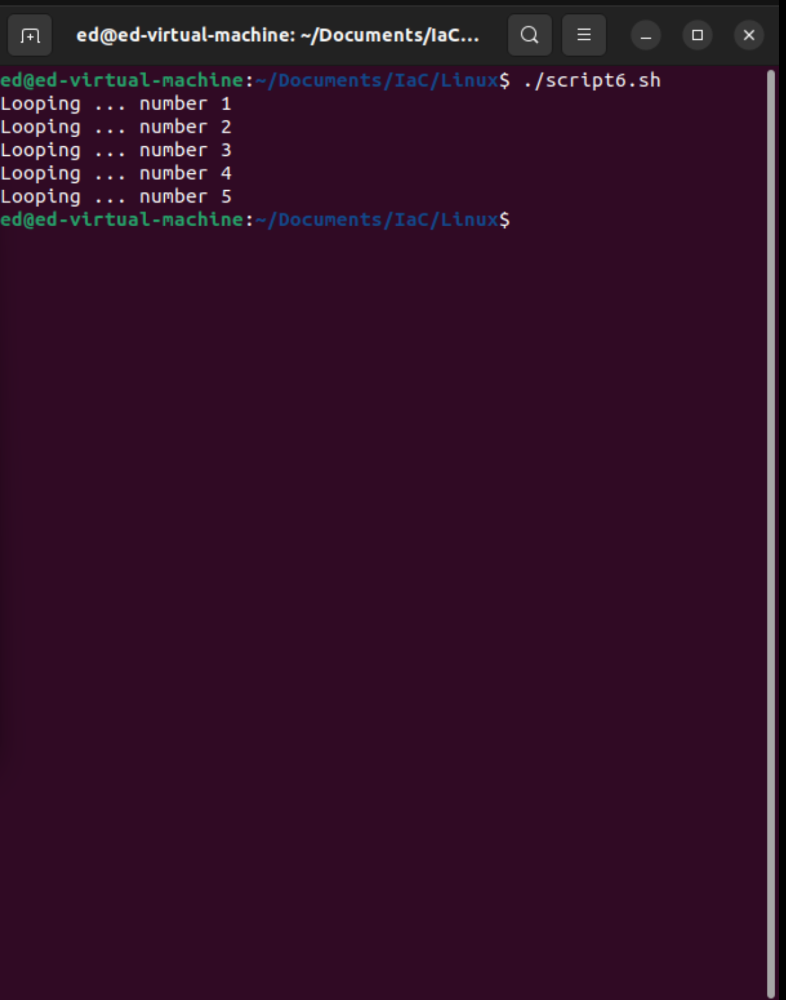 ed@ed-virtual-machine: ~/Documents/IaC...
ed@ed-virtual-machine:~/Documents/IaC/Linux$ ./script6.sh
Looping ... number 1
Looping ... number 2
Looping ... number 3
Looping ... number 4
Looping ... number 5
ed@ed-virtual-machine:~/Documents/IaC/Linux$